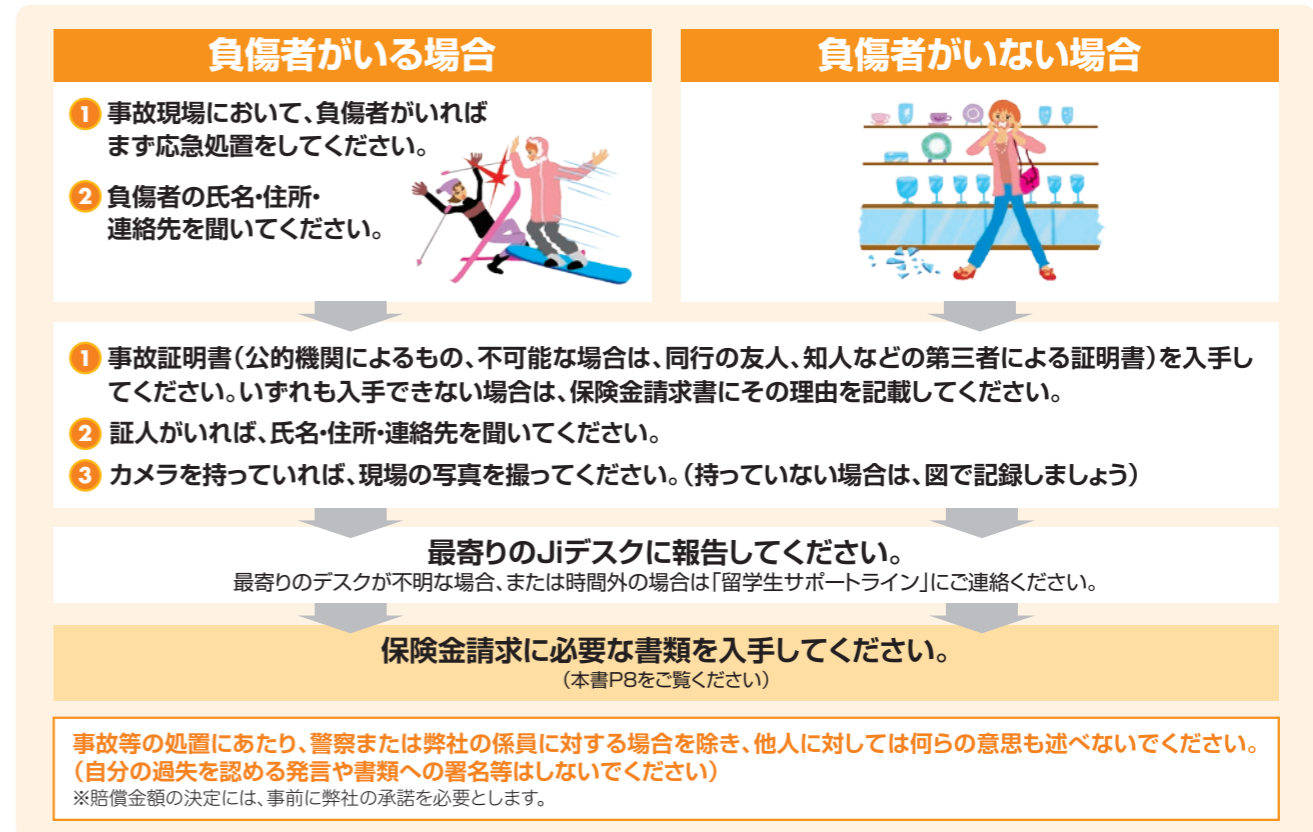 負傷者がいる場合
1 事故現場において、負傷者がいれば
まず応急処置をしてください。
2 負傷者の氏名・住所・
連絡先を聞いてください。
負傷者がいない場合
1 事故証明書(公的機関によるもの、不可能な場合は、同行の友人、知人などの第三者による証明書)を入手し
てください。いずれも入手できない場合は、保険金請求書にその理由を記載してください。
2 証人がいれば、氏名・住所・連絡先を聞いてください。
3 カメラを持っていれば、現場の写真を撮ってください。(持っていない場合は、図で記録しましょう)
最寄りのJiデスクに報告してください。
最寄りのデスクが不明な場合、または時間外の場合は「留学生サポートライン」にご連絡ください。
保険金請求に必要な書類を入手してください。
(本書P8をご覧ください)
事故等の処置にあたり、警察または弊社の係員に対する場合を除き、他人に対しては何らの意思も述べないでください。
(自分の過失を認める発言や書類への署名等はしないでください)
※賠償金額の決定には、事前に弊社の承諾を必要とします。